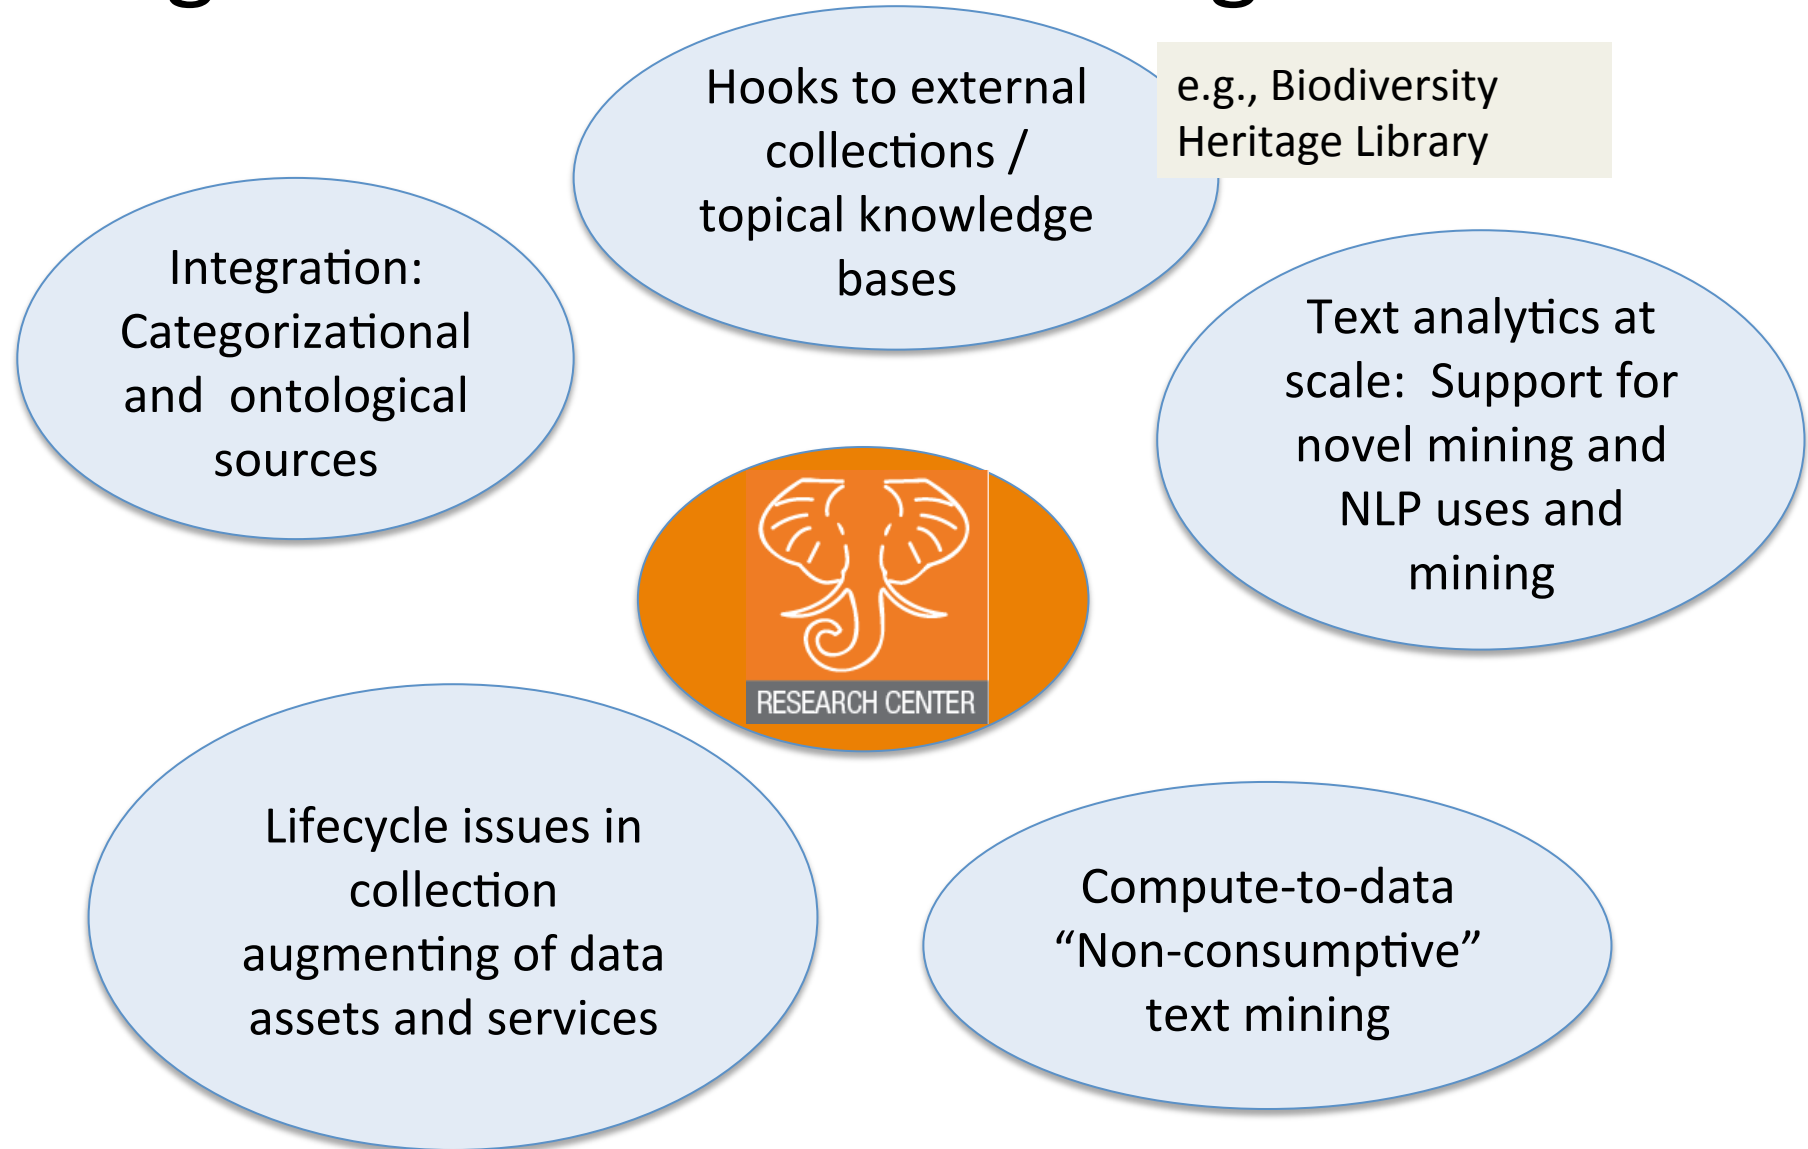 Hooks to external
collections /
topical knowledge
bases
e.g., Biodiversity
Heritage Library
Integration:
Categorizational
and  ontological
sources
Text analytics at
scale:  Support for
novel mining and
NLP uses and
mining
RESEARCH CENTER
Lifecycle issues in
collection
augmenting of data
assets and services
Compute-to-data
“Non-consumptive”
text mining